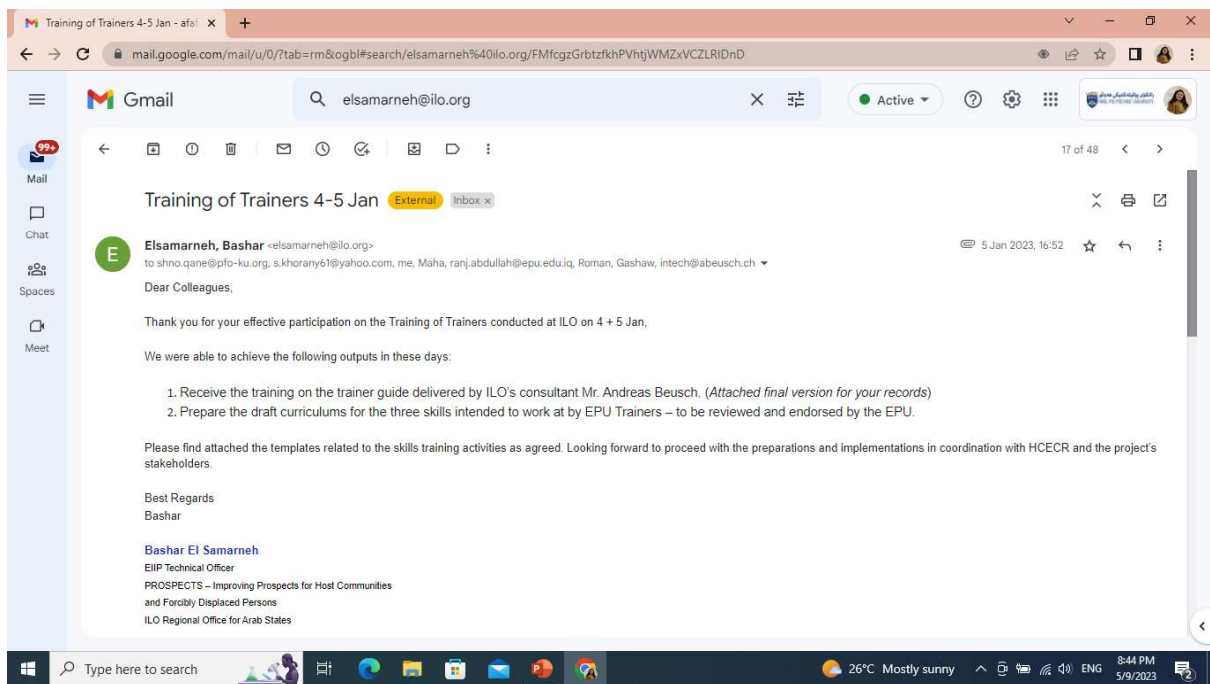 Training of Trainers 4-5 Jan - afaf
mail.google.com/mail/u/0/?tab=rm&ogbl#search/elsamarneh%40ilo.org/FMfcgzGrbtzfkhPVhtjWMZxVCZLRIDnD
Gmail
elsamarneh@ilo.org
Active
99+
Mail
Chat
Spaces
Meet
17 of 48
Training of Trainers 4-5 Jan External Inbox x
E
Elsamarneh, Bashar <elsamarneh@ilo.org>
5 Jan 2023, 16:52
to shno.qane@pfo-ku.org, s.khorany61@yahoo.com, me, Maha, ranj.abdullah@epu.edu.iq, Roman, Gashaw, intech@abeusch.ch
Dear Colleagues,
Thank you for your effective participation on the Training of Trainers conducted at ILO on 4 + 5 Jan,
We were able to achieve the following outputs in these days:
1. Receive the training on the trainer guide delivered by ILO's consultant Mr. Andreas Beusch. (Attached final version for your records)
2. Prepare the draft curriculums for the three skills intended to work at by EPU Trainers – to be reviewed and endorsed by the EPU.
Please find attached the templates related to the skills training activities as agreed. Looking forward to proceed with the preparations and implementations in coordination with HCECR and the project's
stakeholders.
Best Regards
Bashar
Bashar El Samarneh
EIIP Technical Officer
PROSPECTS – Improving Prospects for Host Communities
and Forcibly Displaced Persons
ILO Regional Office for Arab States
Type here to search
26°C Mostly sunny
ENG
8:44 PM
5/9/2023
2